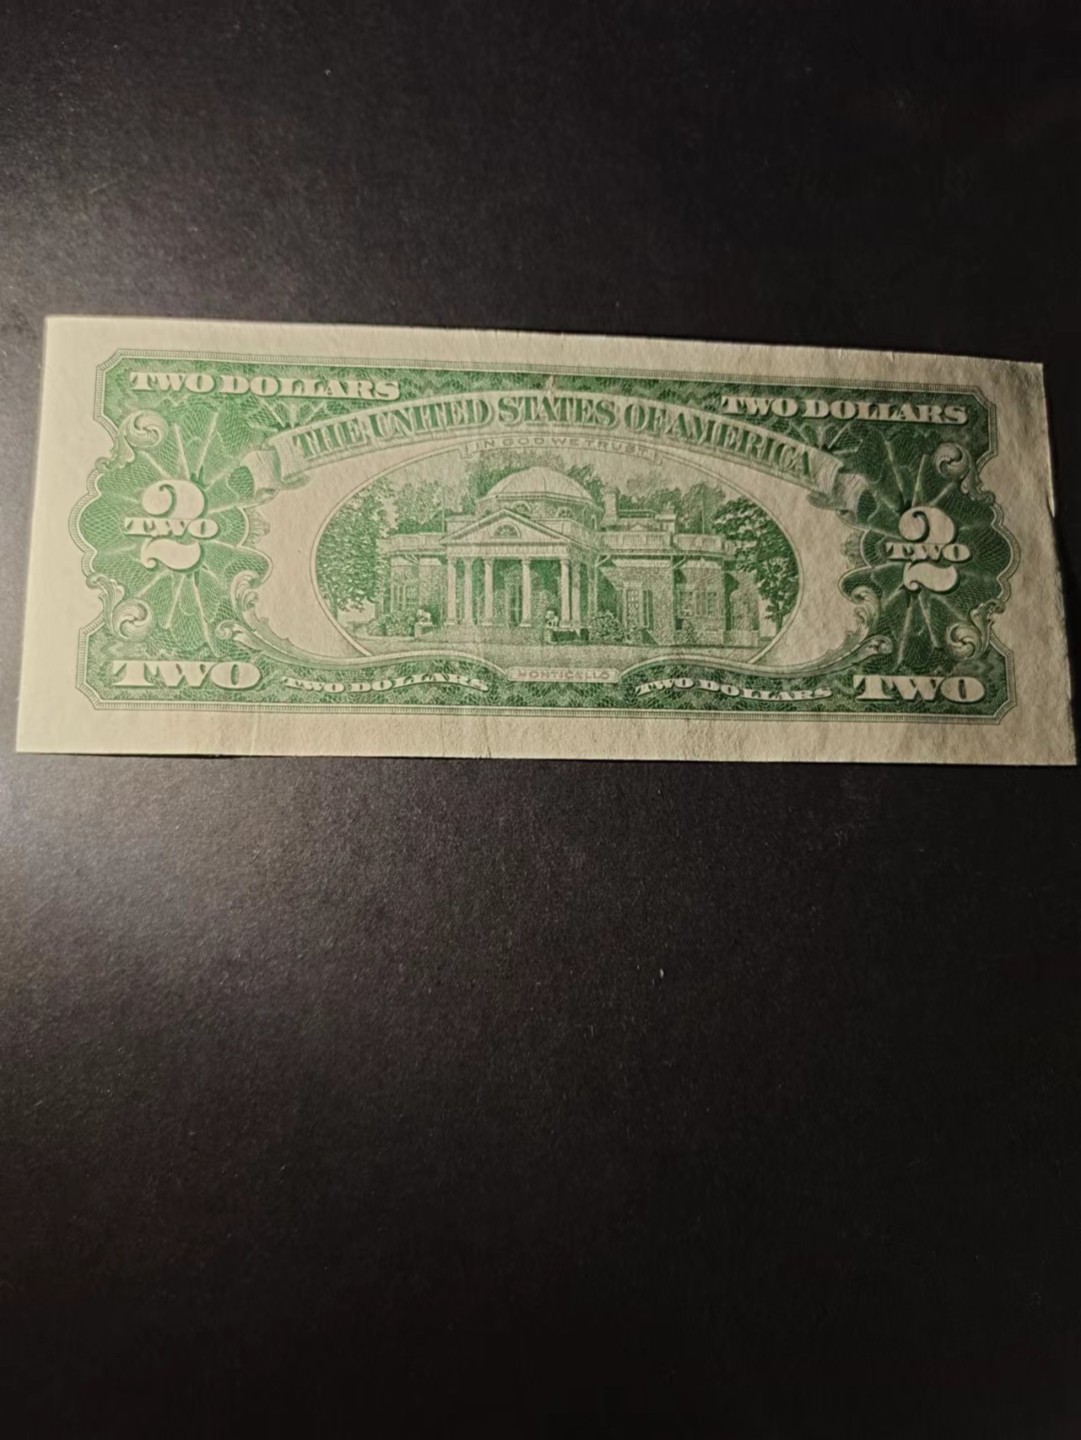 TWO DOLLARS TWO DOLLARS
THE UNITED STATES OF AMERICA
IN GOD WE TRUST
2 2
TWO TWO
TWO TWO DOLLARS MONTICELLO TWO DOLLARS TWO